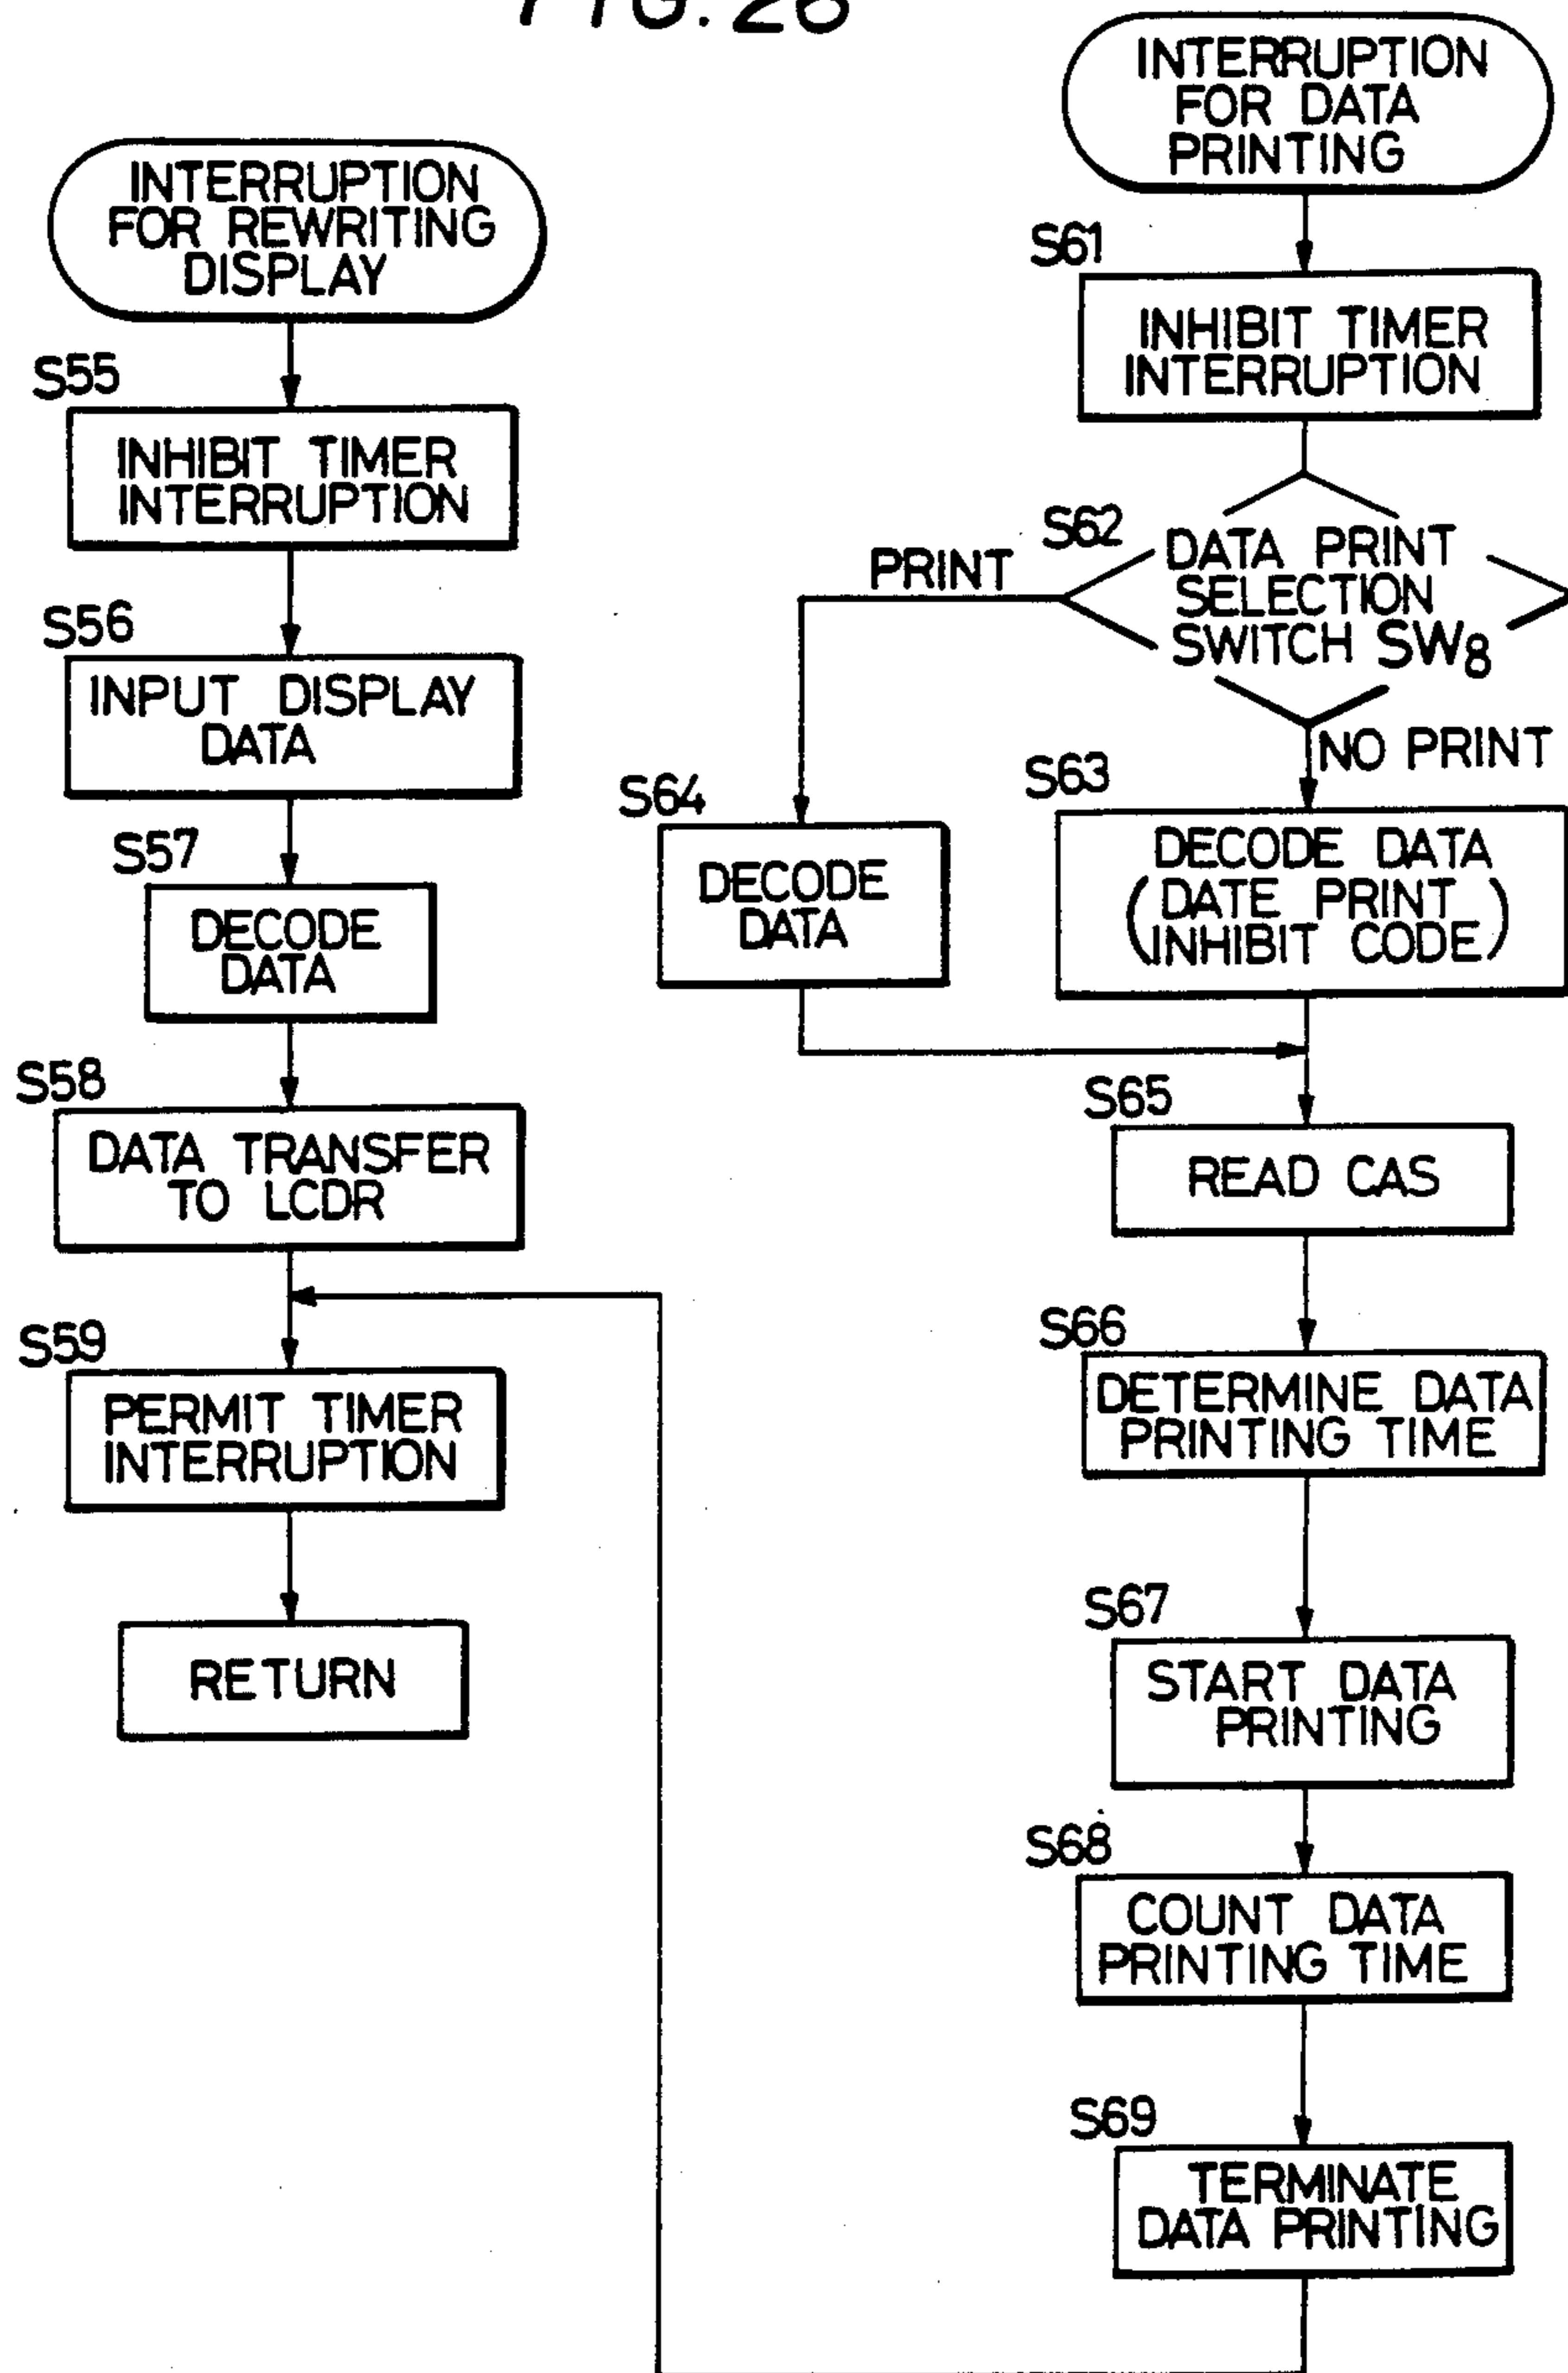 FIG. 26
INTERRUPTION
FOR REWRITING
DISPLAY
S55
INHIBIT TIMER
INTERRUPTION
S56
INPUT DISPLAY
DATA
S57
DECODE
DATA
S58
DATA TRANSFER
TO LCDR
S59
PERMIT TIMER
INTERRUPTION
RETURN
INTERRUPTION
FOR DATA
PRINTING
S61
INHIBIT TIMER
INTERRUPTION
S62
DATA PRINT
SELECTION
SWITCH SW8
PRINT
NO PRINT
S64
DECODE
DATA
S63
DECODE DATA
(DATE PRINT
INHIBIT CODE)
S65
READ CAS
S66
DETERMINE DATA
PRINTING TIME
S67
START DATA
PRINTING
S68
COUNT DATA
PRINTING TIME
S69
TERMINATE
DATA PRINTING